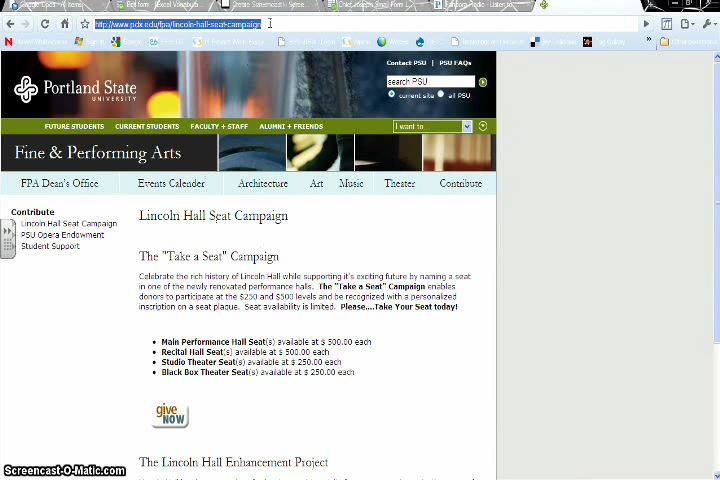 http://www.pdx.edu/fpa/lincoln-hall-seat-campaign
Contact PSU | PSU FAQs
Portland State
UNIVERSITY
search PSU
current site all PSU
FUTURE STUDENTS CURRENT STUDENTS FACULTY + STAFF ALUMNI + FRIENDS I want to...
Fine & Performing Arts
FPA Dean's Office Events Calender Architecture Art Music Theater Contribute
Contribute
Lincoln Hall Seat Campaign
PSU Opera Endowment
Student Support
Lincoln Hall Seat Campaign
The "Take a Seat" Campaign
Celebrate the rich history of Lincoln Hall while supporting it's exciting future by naming a seat
in one of the newly renovated performance halls. The "Take a Seat" Campaign enables
donors to participate at the $250 and $500 levels and be recognized with a personalized
inscription on a seat plaque. Seat availability is limited. Please....Take Your Seat today!
Main Performance Hall Seat(s) available at $ 500.00 each
Recital Hall Seat(s) available at $ 500.00 each
Studio Theater Seat(s) available at $ 250.00 each
Black Box Theater Seat(s) available at $ 250.00 each
give
NOW
The Lincoln Hall Enhancement Project
Screencast-O-Matic.com